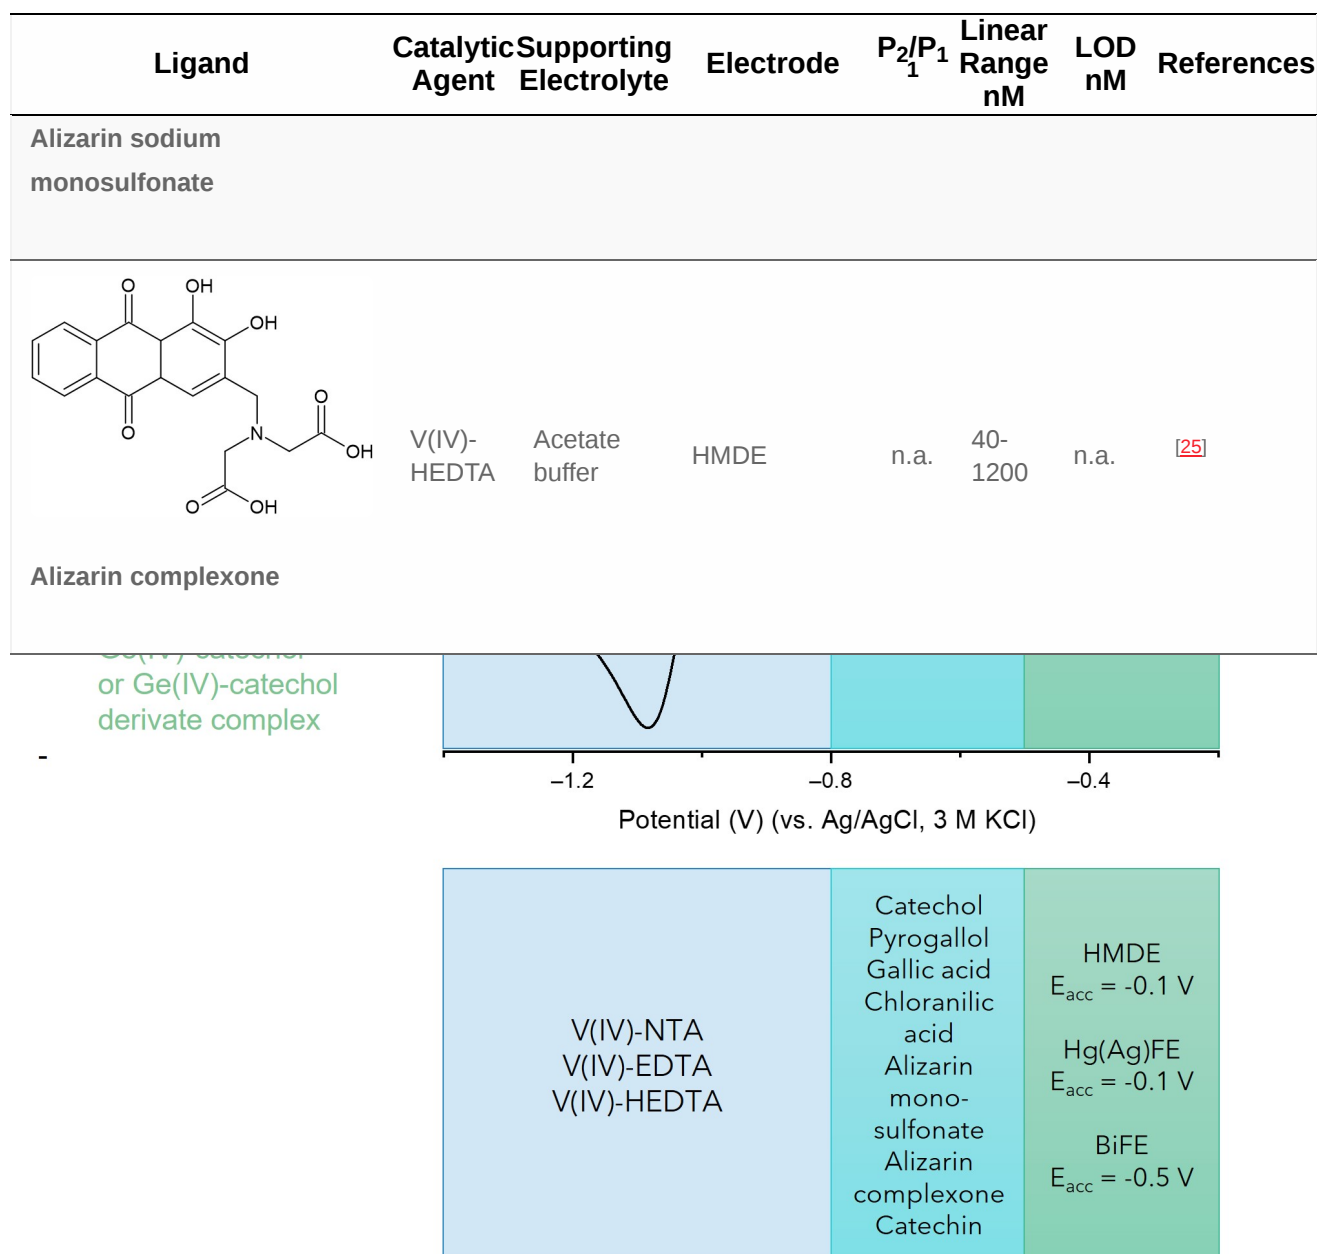 Ligand
Catalytic Agent
Supporting Electrolyte
Electrode
P2/P1
1
Linear Range nM
LOD nM
References
Alizarin sodium
monosulfonate
O
OH
OH
O
O
N
OH
O
OH
V(IV)-
HEDTA
Acetate
buffer
HMDE
n.a.
40-
1200
n.a.
[25]
Alizarin complexone
or Ge(IV)-catechol
derivate complex
-
–1.2
–0.8
–0.4
Potential (V) (vs. Ag/AgCl, 3 M KCl)
V(IV)-NTA
V(IV)-EDTA
V(IV)-HEDTA
Catechol
Pyrogallol
Gallic acid
Chloranilic
acid
Alizarin
mono-
sulfonate
Alizarin
complexone
Catechin
HMDE
Eacc = -0.1 V
Hg(Ag)FE
Eacc = -0.1 V
BiFE
Eacc = -0.5 V